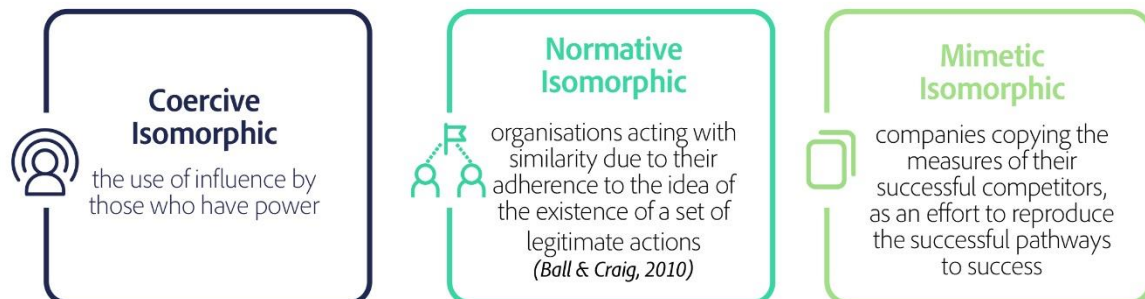 Coercive
Isomorphic
the use of influence by
those who have power
Normative
Isomorphic
organisations acting with
similarity due to their
adherence to the idea of
the existence of a set of
legitimate actions
(Ball & Craig, 2010)
Mimetic
Isomorphic
companies copying the
measures of their
successful competitors,
as an effort to reproduce
the successful pathways
to success